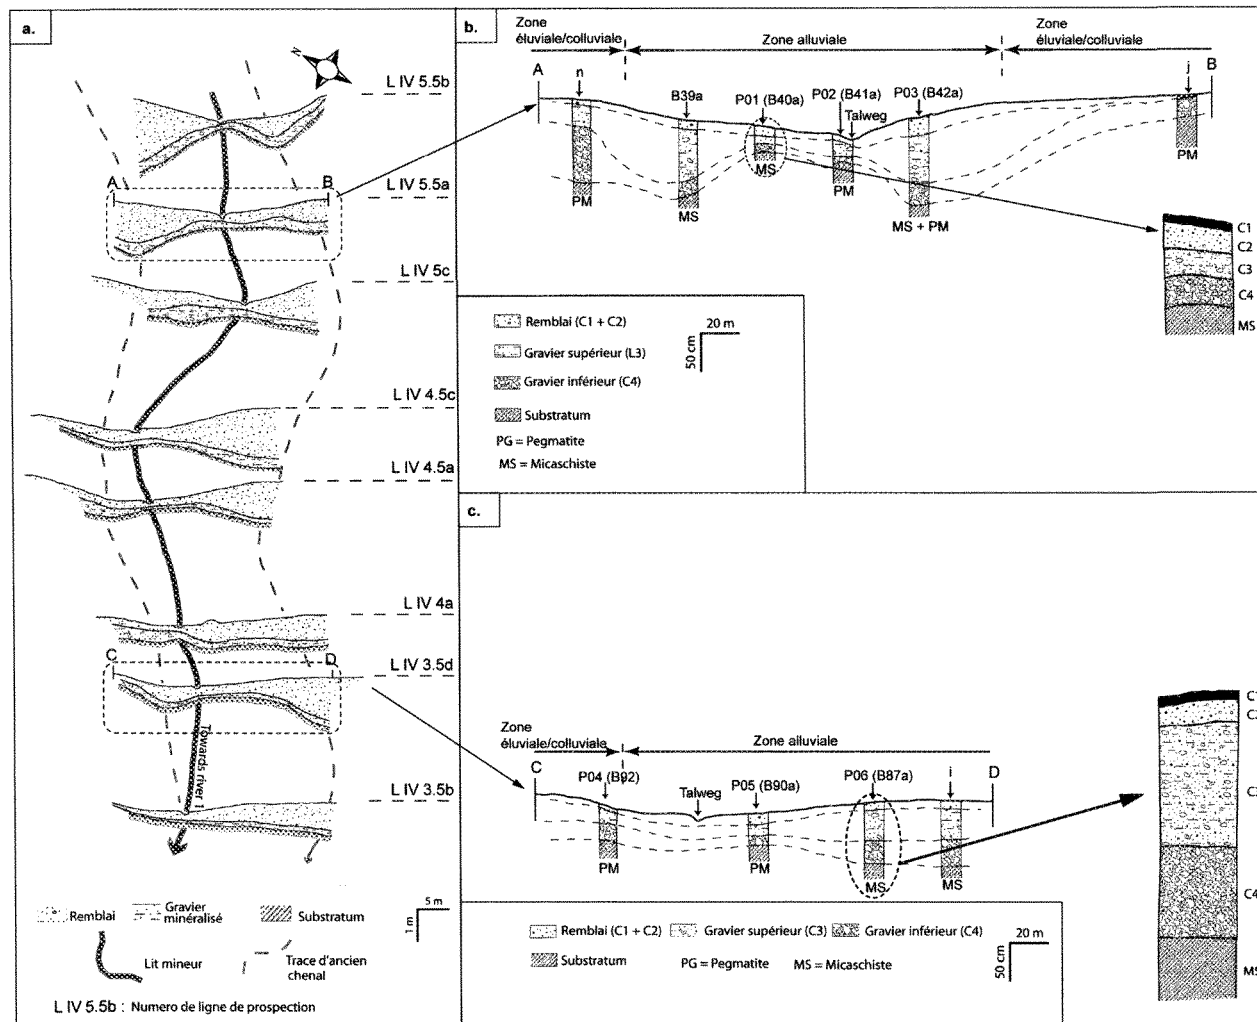 a.
N
L IV 5.5b
A
B
L IV 5.5a
L IV 5c
L IV 4.5c
L IV 4.5a
L IV 4a
C
D
L IV 3.5d
Towards river 1
L IV 3.5b
Remblai
Gravier
minéralisé
Substratum
5 m
1 m
Lit mineur
Trace d'ancien
chenal
L IV 5.5b : Numero de ligne de prospection
b.
Zone
éluviale/colluviale
Zone alluviale
Zone
éluviale/colluviale
A
n
B39a
P01 (B40a)
P02 (B41a)
P03 (B42a)
Talweg
j
B
PM
MS
MS
PM
MS + PM
PM
C1
C2
C3
C4
MS
Remblai (C1 + C2)
Gravier supérieur (L3)
Gravier inférieur (C4)
Substratum
PG = Pegmatite
MS = Micaschiste
20 m
50 cm
c.
Zone
éluviale/colluviale
Zone alluviale
C
P04 (B92)
Talweg
P05 (B90a)
P06 (B87a)
i
D
PM
PM
MS
MS
C4
Remblai (C1 + C2)
Gravier supérieur (C3)
Gravier inférieur (C4)
Substratum
PG = Pegmatite
MS = Micaschiste
20 m
50 cm